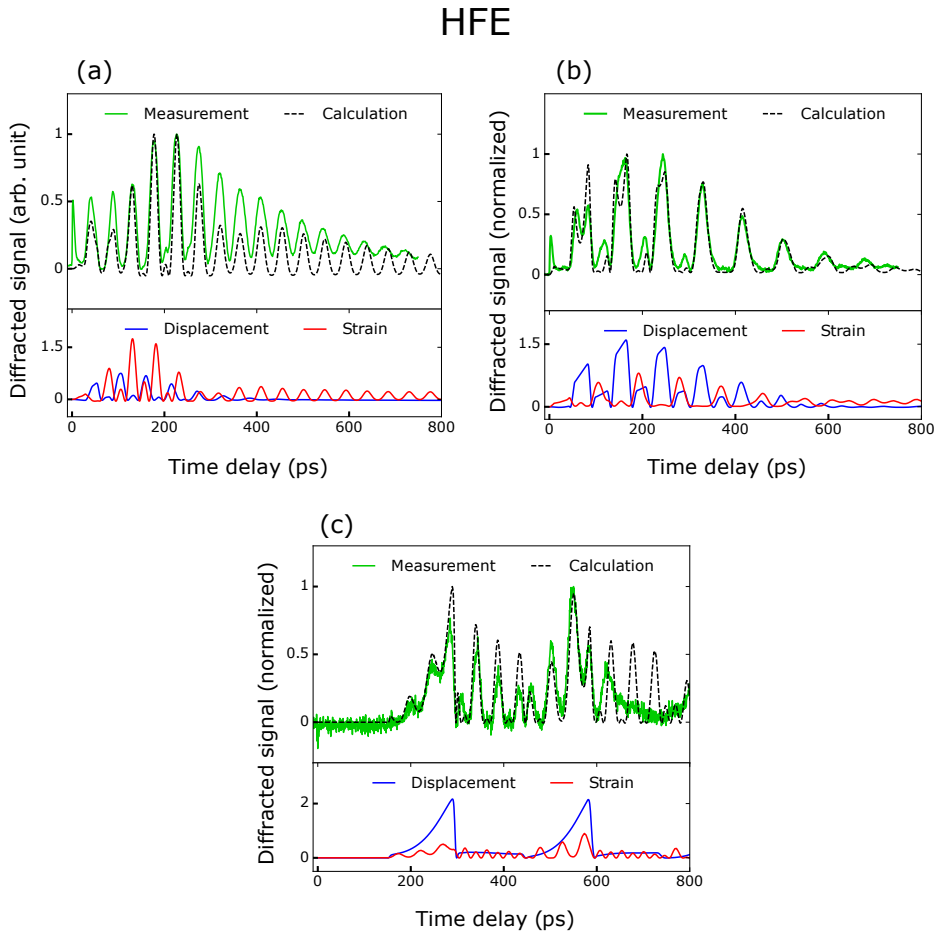 HFE
(a)
Measurement Calculation
Diffracted signal (arb. unit)
1
0.5
0
Displacement Strain
1.5
0
0 200 400 600 800
Time delay (ps)
(b)
Measurement Calculation
Diffracted signal (normalized)
1
0.5
0
Displacement Strain
1.5
0
0 200 400 600 800
Time delay (ps)
(c)
Measurement Calculation
Diffracted signal (normalized)
1
0.5
0
Displacement Strain
2
0
0 200 400 600 800
Time delay (ps)